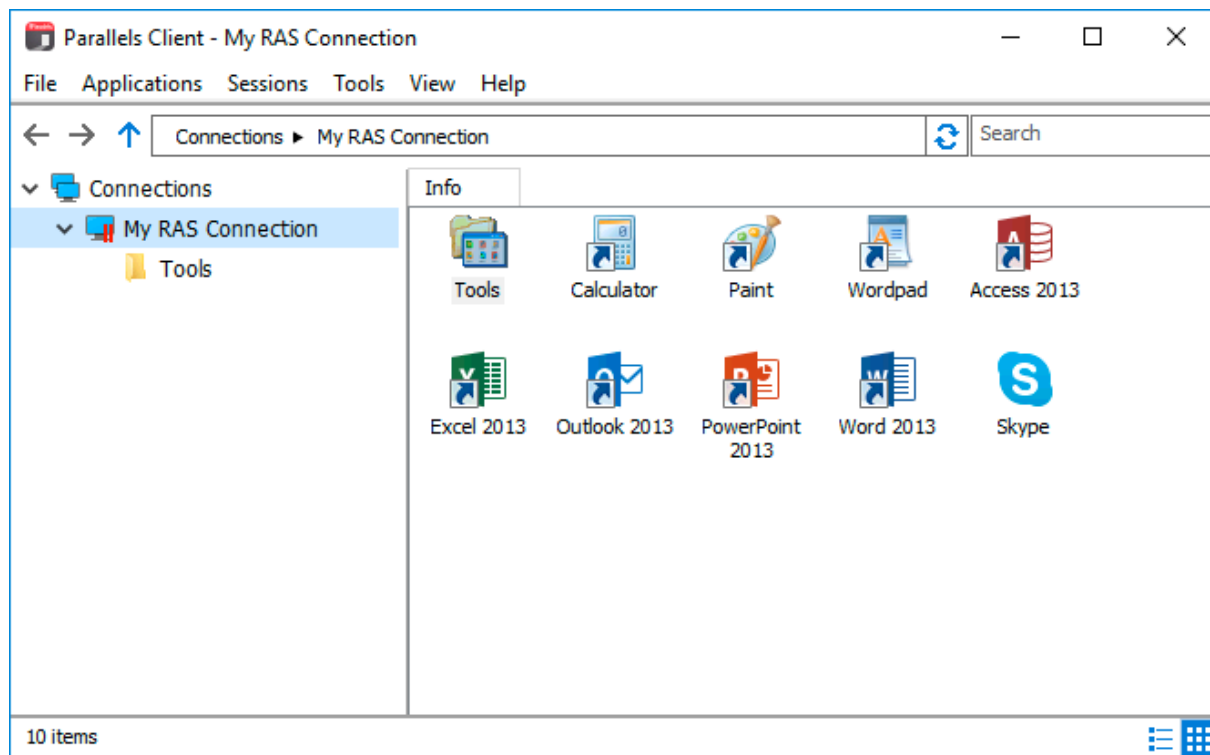 Parallels Client - My RAS Connection
File Applications Sessions Tools View Help
Connections ▸ My RAS Connection
Search
Connections
My RAS Connection
Tools
Info
Tools Calculator Paint Wordpad Access 2013
Excel 2013 Outlook 2013 PowerPoint 2013 Word 2013 Skype
10 items